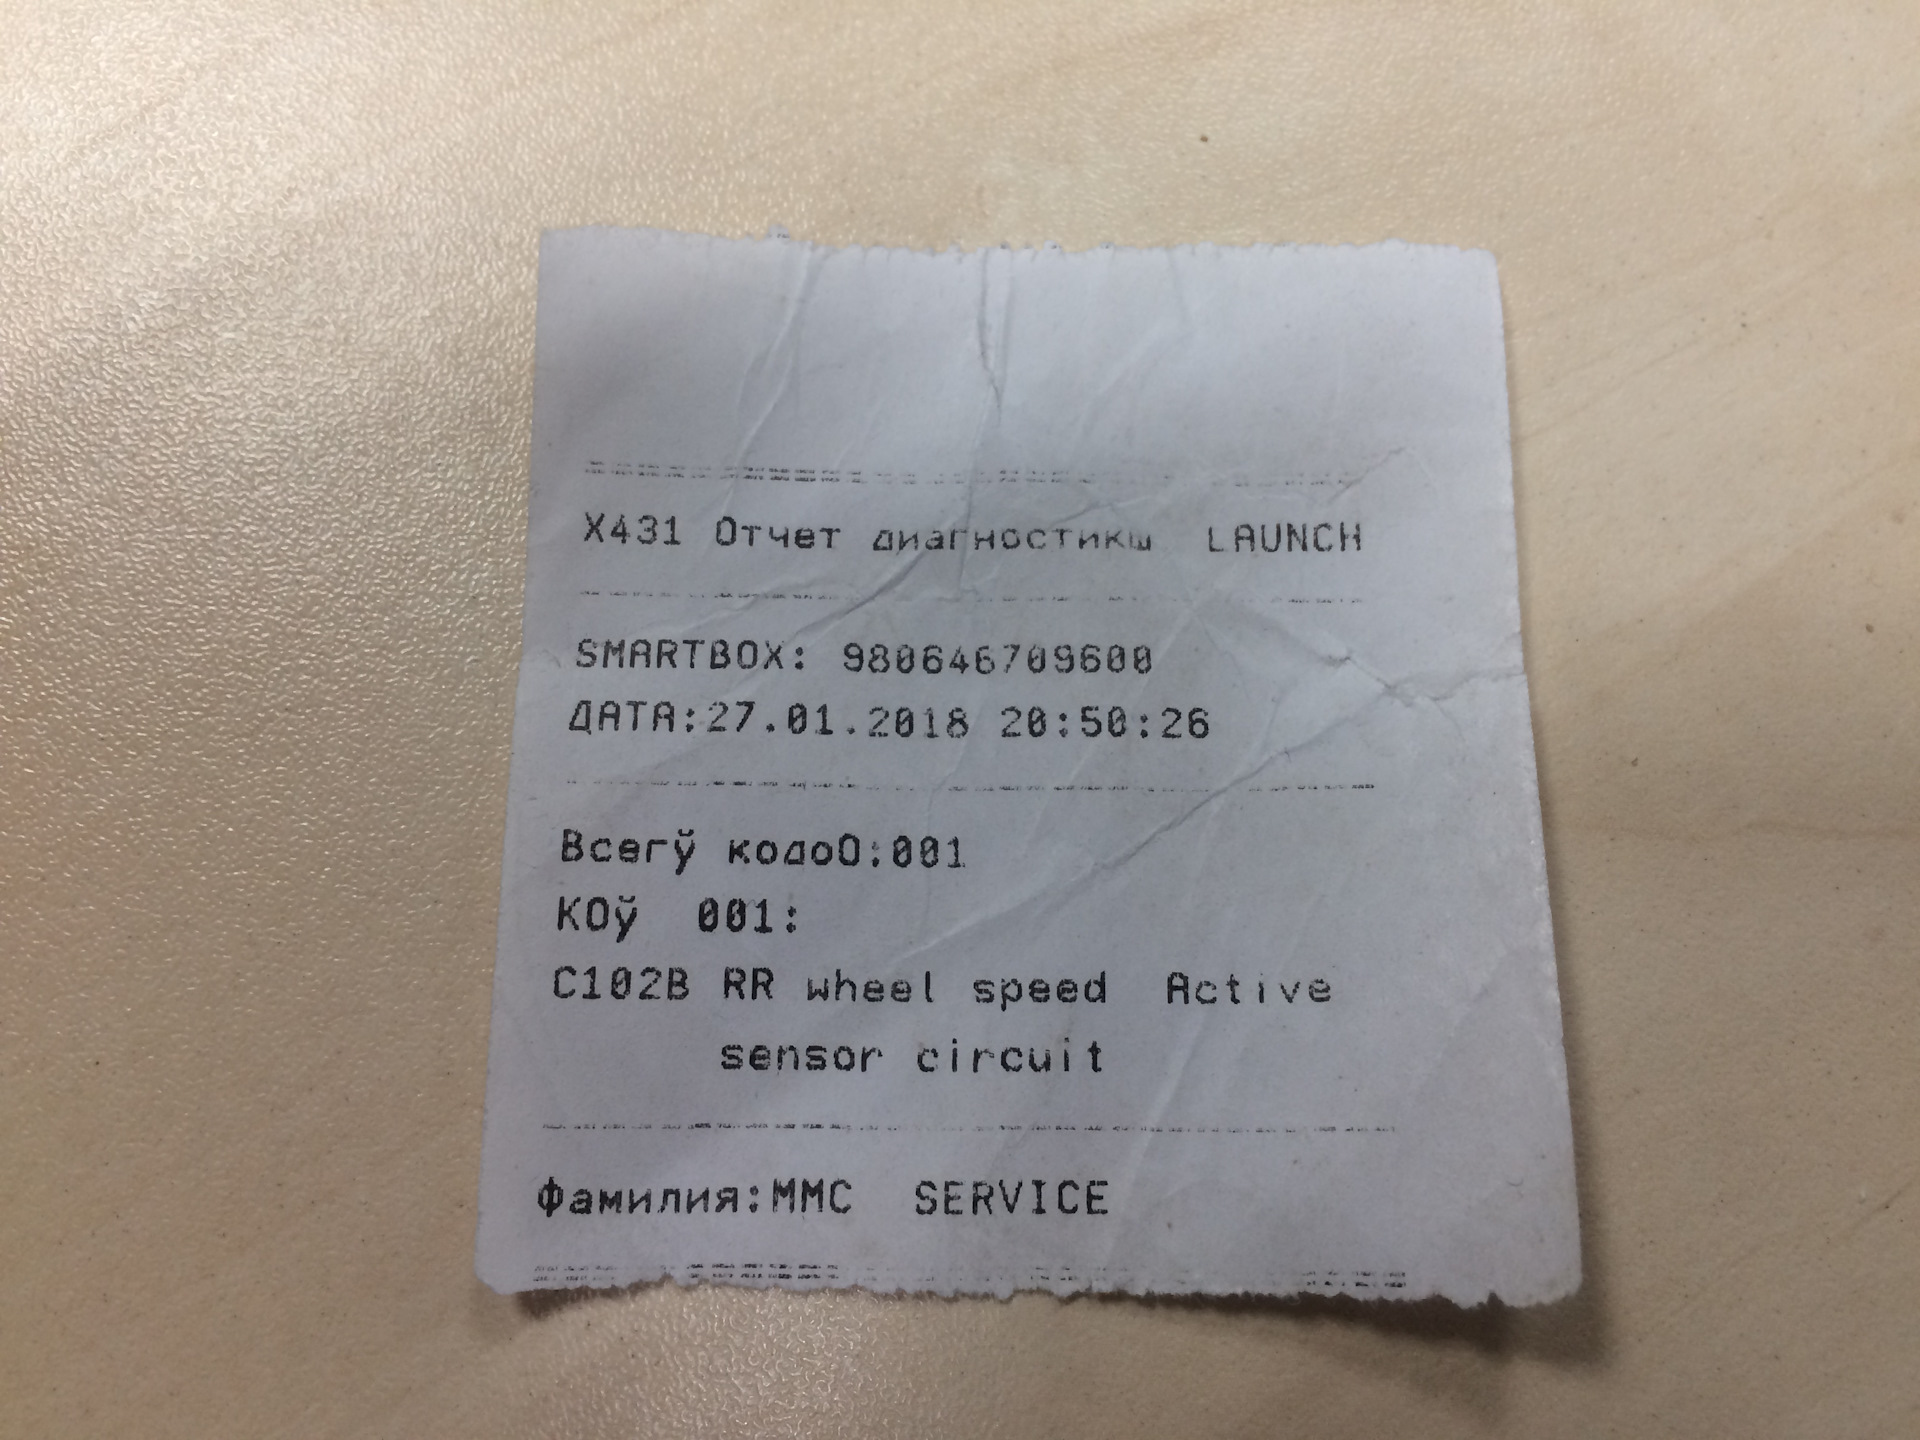 X431 Отчет диагностикш LAUNCH
SMARTBOX: 980646709600
ДАТА:27.01.2018 20:50:26
Всегў кодоО:001
КОў 001:
C102B RR wheel speed Active
sensor circuit
Фамилия:MMC SERVICE